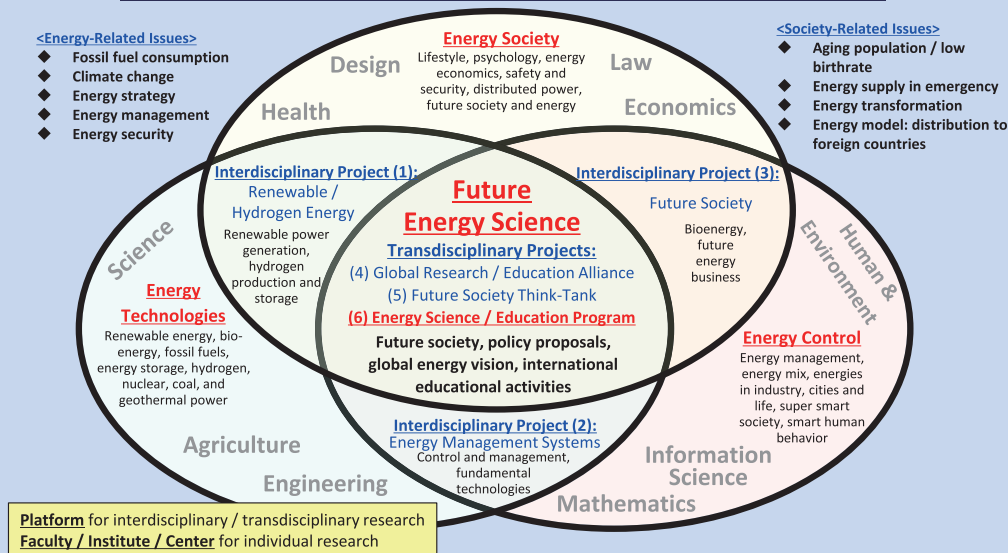 <Energy-Related Issues>
◆ Fossil fuel consumption
◆ Climate change
◆ Energy strategy
◆ Energy management
◆ Energy security
<Society-Related Issues>
◆ Aging population / low
birthrate
◆ Energy supply in emergency
◆ Energy transformation
◆ Energy model: distribution to
foreign countries
Energy Society
Lifestyle, psychology, energy
economics, safety and
security, distributed power,
future society and energy
Design
Health
Law
Economics
Interdisciplinary Project (1):
Renewable /
Hydrogen Energy
Renewable power
generation,
hydrogen
production and
storage
Future
Energy Science
Transdisciplinary Projects:
(4) Global Research / Education Alliance
(5) Future Society Think-Tank
(6) Energy Science / Education Program
Future society, policy proposals,
global energy vision, international
educational activities
Interdisciplinary Project (3):
Future Society
Bioenergy,
future
energy
business
Science
Energy
Technologies
Renewable energy, bio-
energy, fossil fuels,
energy storage, hydrogen,
nuclear, coal, and
geothermal power
Agriculture
Engineering
Human &
Environment
Energy Control
Energy management,
energy mix, energies
in industry, cities and
life, super smart
society, smart human
behavior
Information
Science
Mathematics
Interdisciplinary Project (2):
Energy Management Systems
Control and management,
fundamental
technologies
Platform for interdisciplinary / transdisciplinary research
Faculty / Institute / Center for individual research